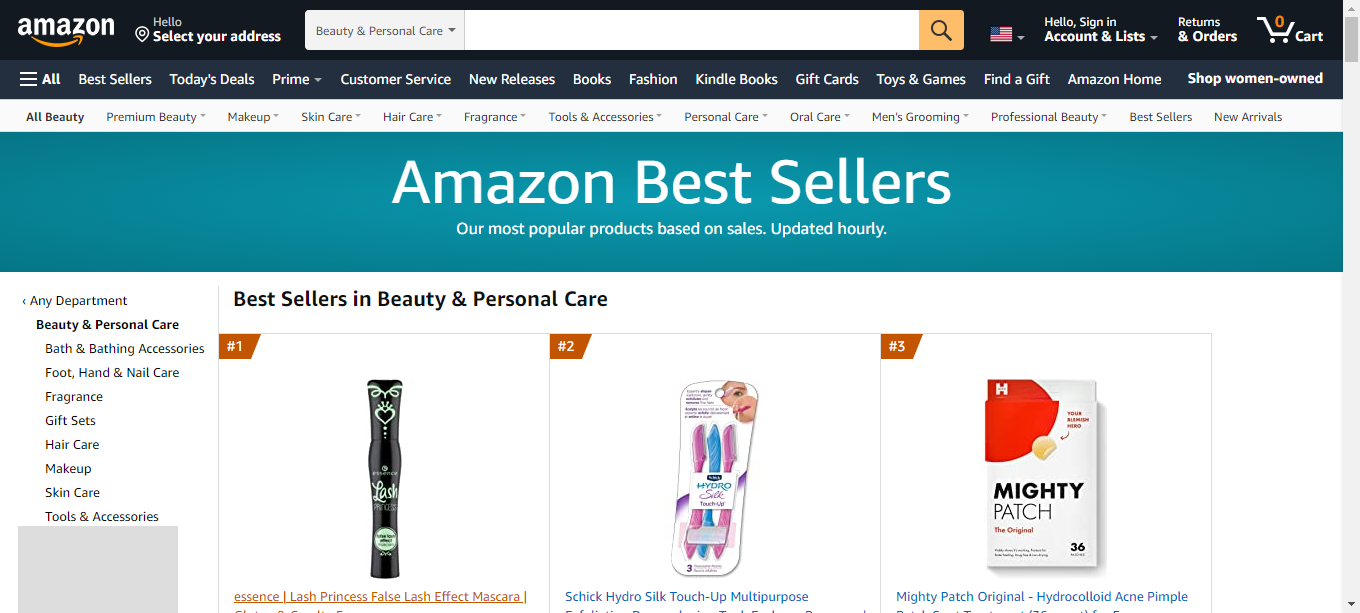 amazon
Hello
Select your address
Beauty & Personal Care
Hello, Sign in
Account & Lists
Returns
& Orders
0
Cart
All
Best Sellers
Today's Deals
Prime
Customer Service
New Releases
Books
Fashion
Kindle Books
Gift Cards
Toys & Games
Find a Gift
Amazon Home
Shop women-owned
All Beauty
Premium Beauty
Makeup
Skin Care
Hair Care
Fragrance
Tools & Accessories
Personal Care
Oral Care
Men's Grooming
Professional Beauty
Best Sellers
New Arrivals
Amazon Best Sellers
Our most popular products based on sales. Updated hourly.
‹ Any Department
Beauty & Personal Care
Bath & Bathing Accessories
Foot, Hand & Nail Care
Fragrance
Gift Sets
Hair Care
Makeup
Skin Care
Tools & Accessories
Best Sellers in Beauty & Personal Care
#1
essence
Lash
PRINCESS
essence | Lash Princess False Lash Effect Mascara |
#2
HYDRO
Silk
Touch-Up
3
Schick Hydro Silk Touch-Up Multipurpose
#3
H
YOUR
BLEMISH
HERO
MIGHTY
PATCH
The Original
36
Mighty Patch Original - Hydrocolloid Acne Pimple